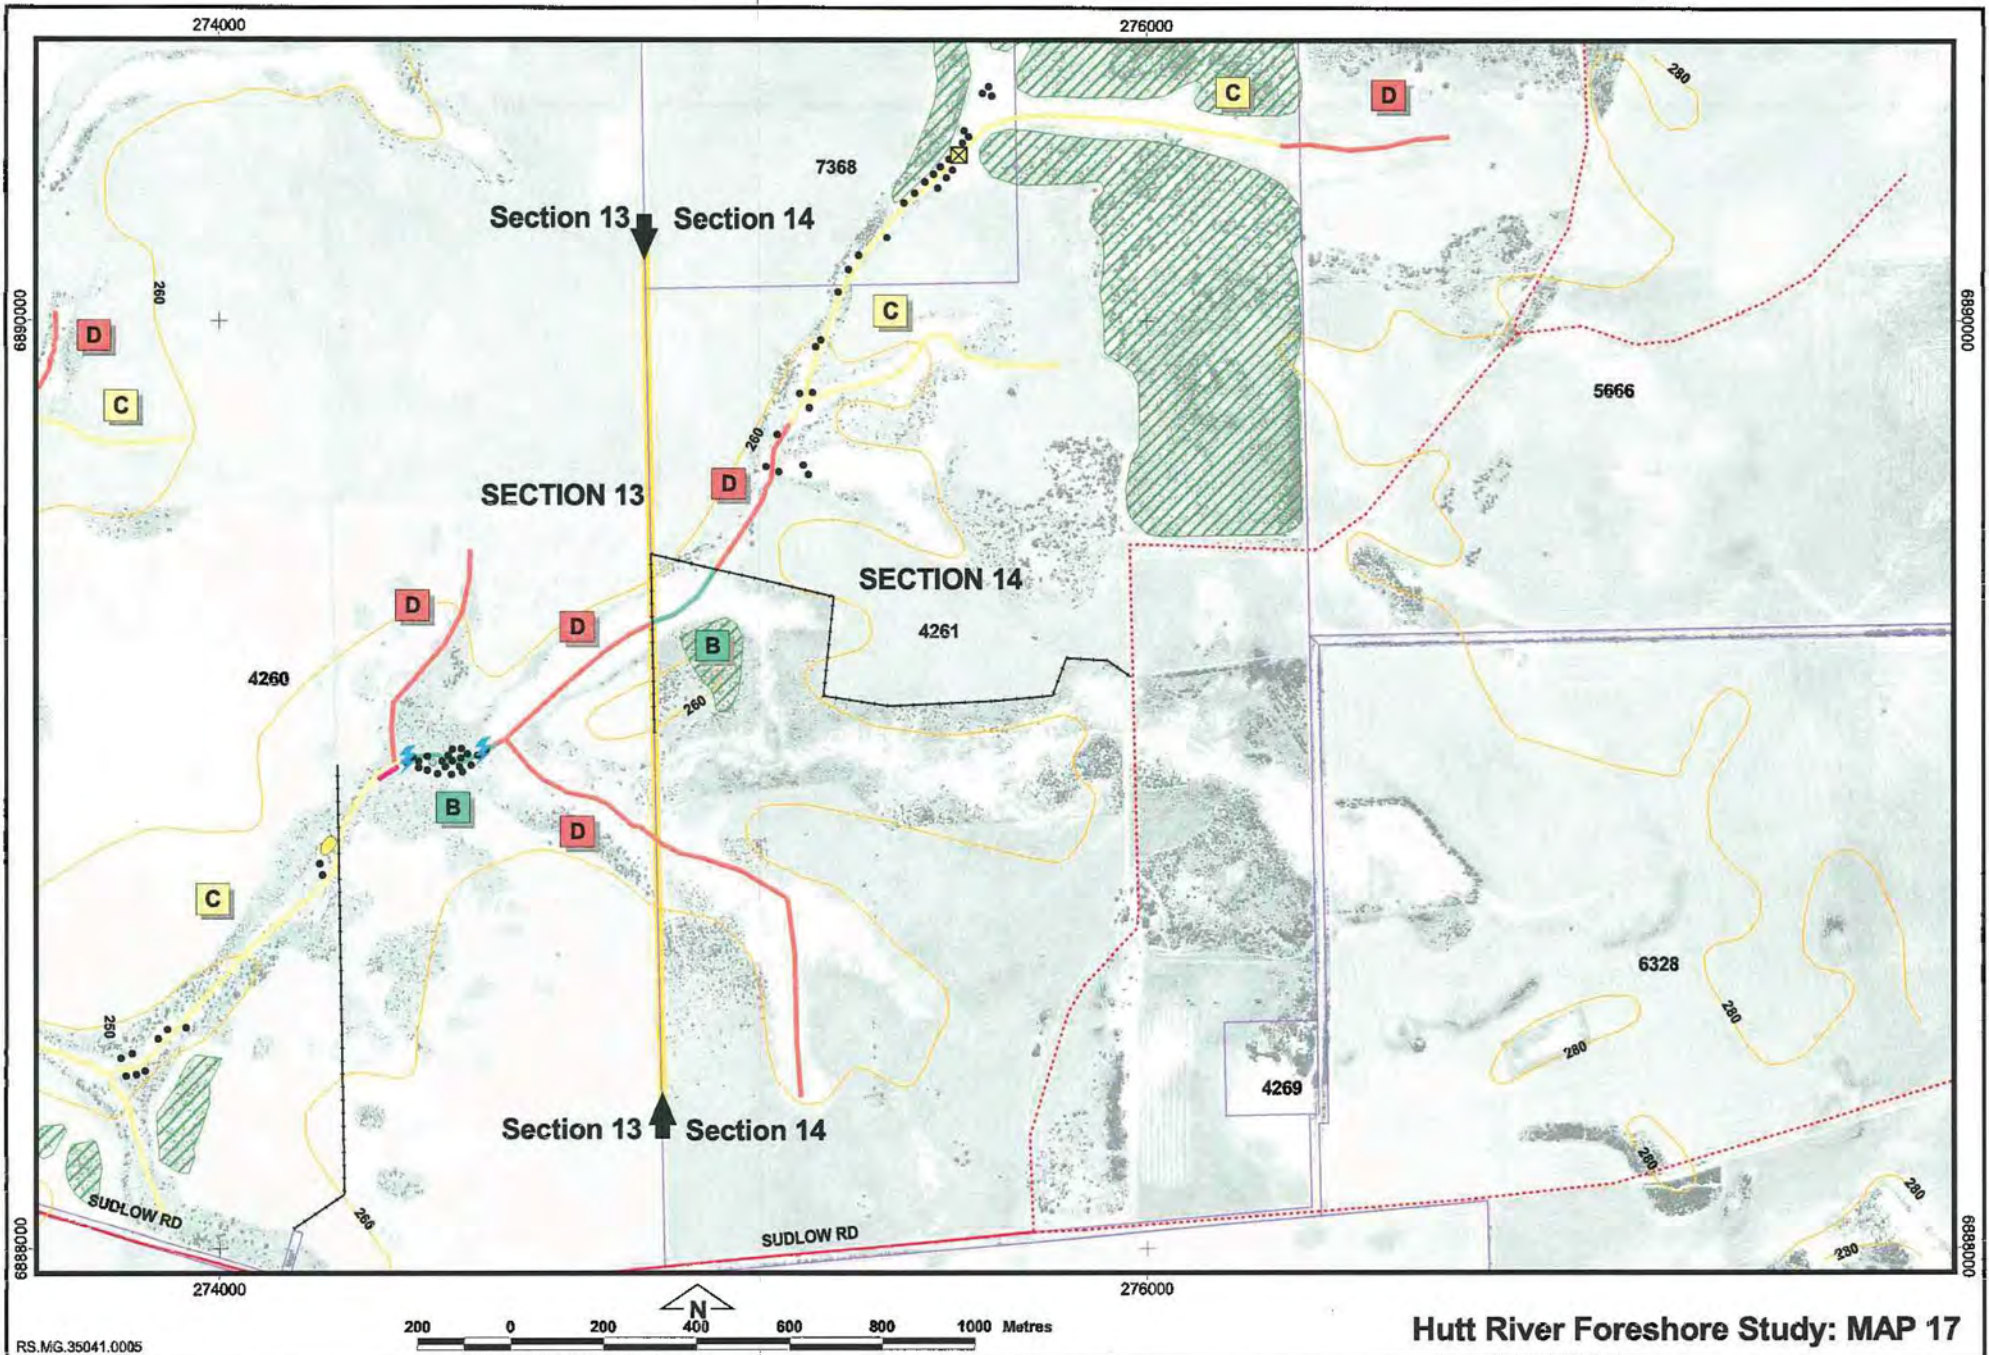 274000
276000
280
C
D
7368
Section 13
Section 14
260
6890000
6890000
D
C
C
5666
260
D
SECTION 13
SECTION 14
D
D
4261
B
4260
260
B
D
C
6328
250
280
280
4269
Section 13
Section 14
280
280
SUDLOW RD
260
SUDLOW RD
280
6888000
6888000
274000
276000
N
200 0 200 400 600 800 1000 Metres
RS.MG.35041.0005
Hutt River Foreshore Study: MAP 17